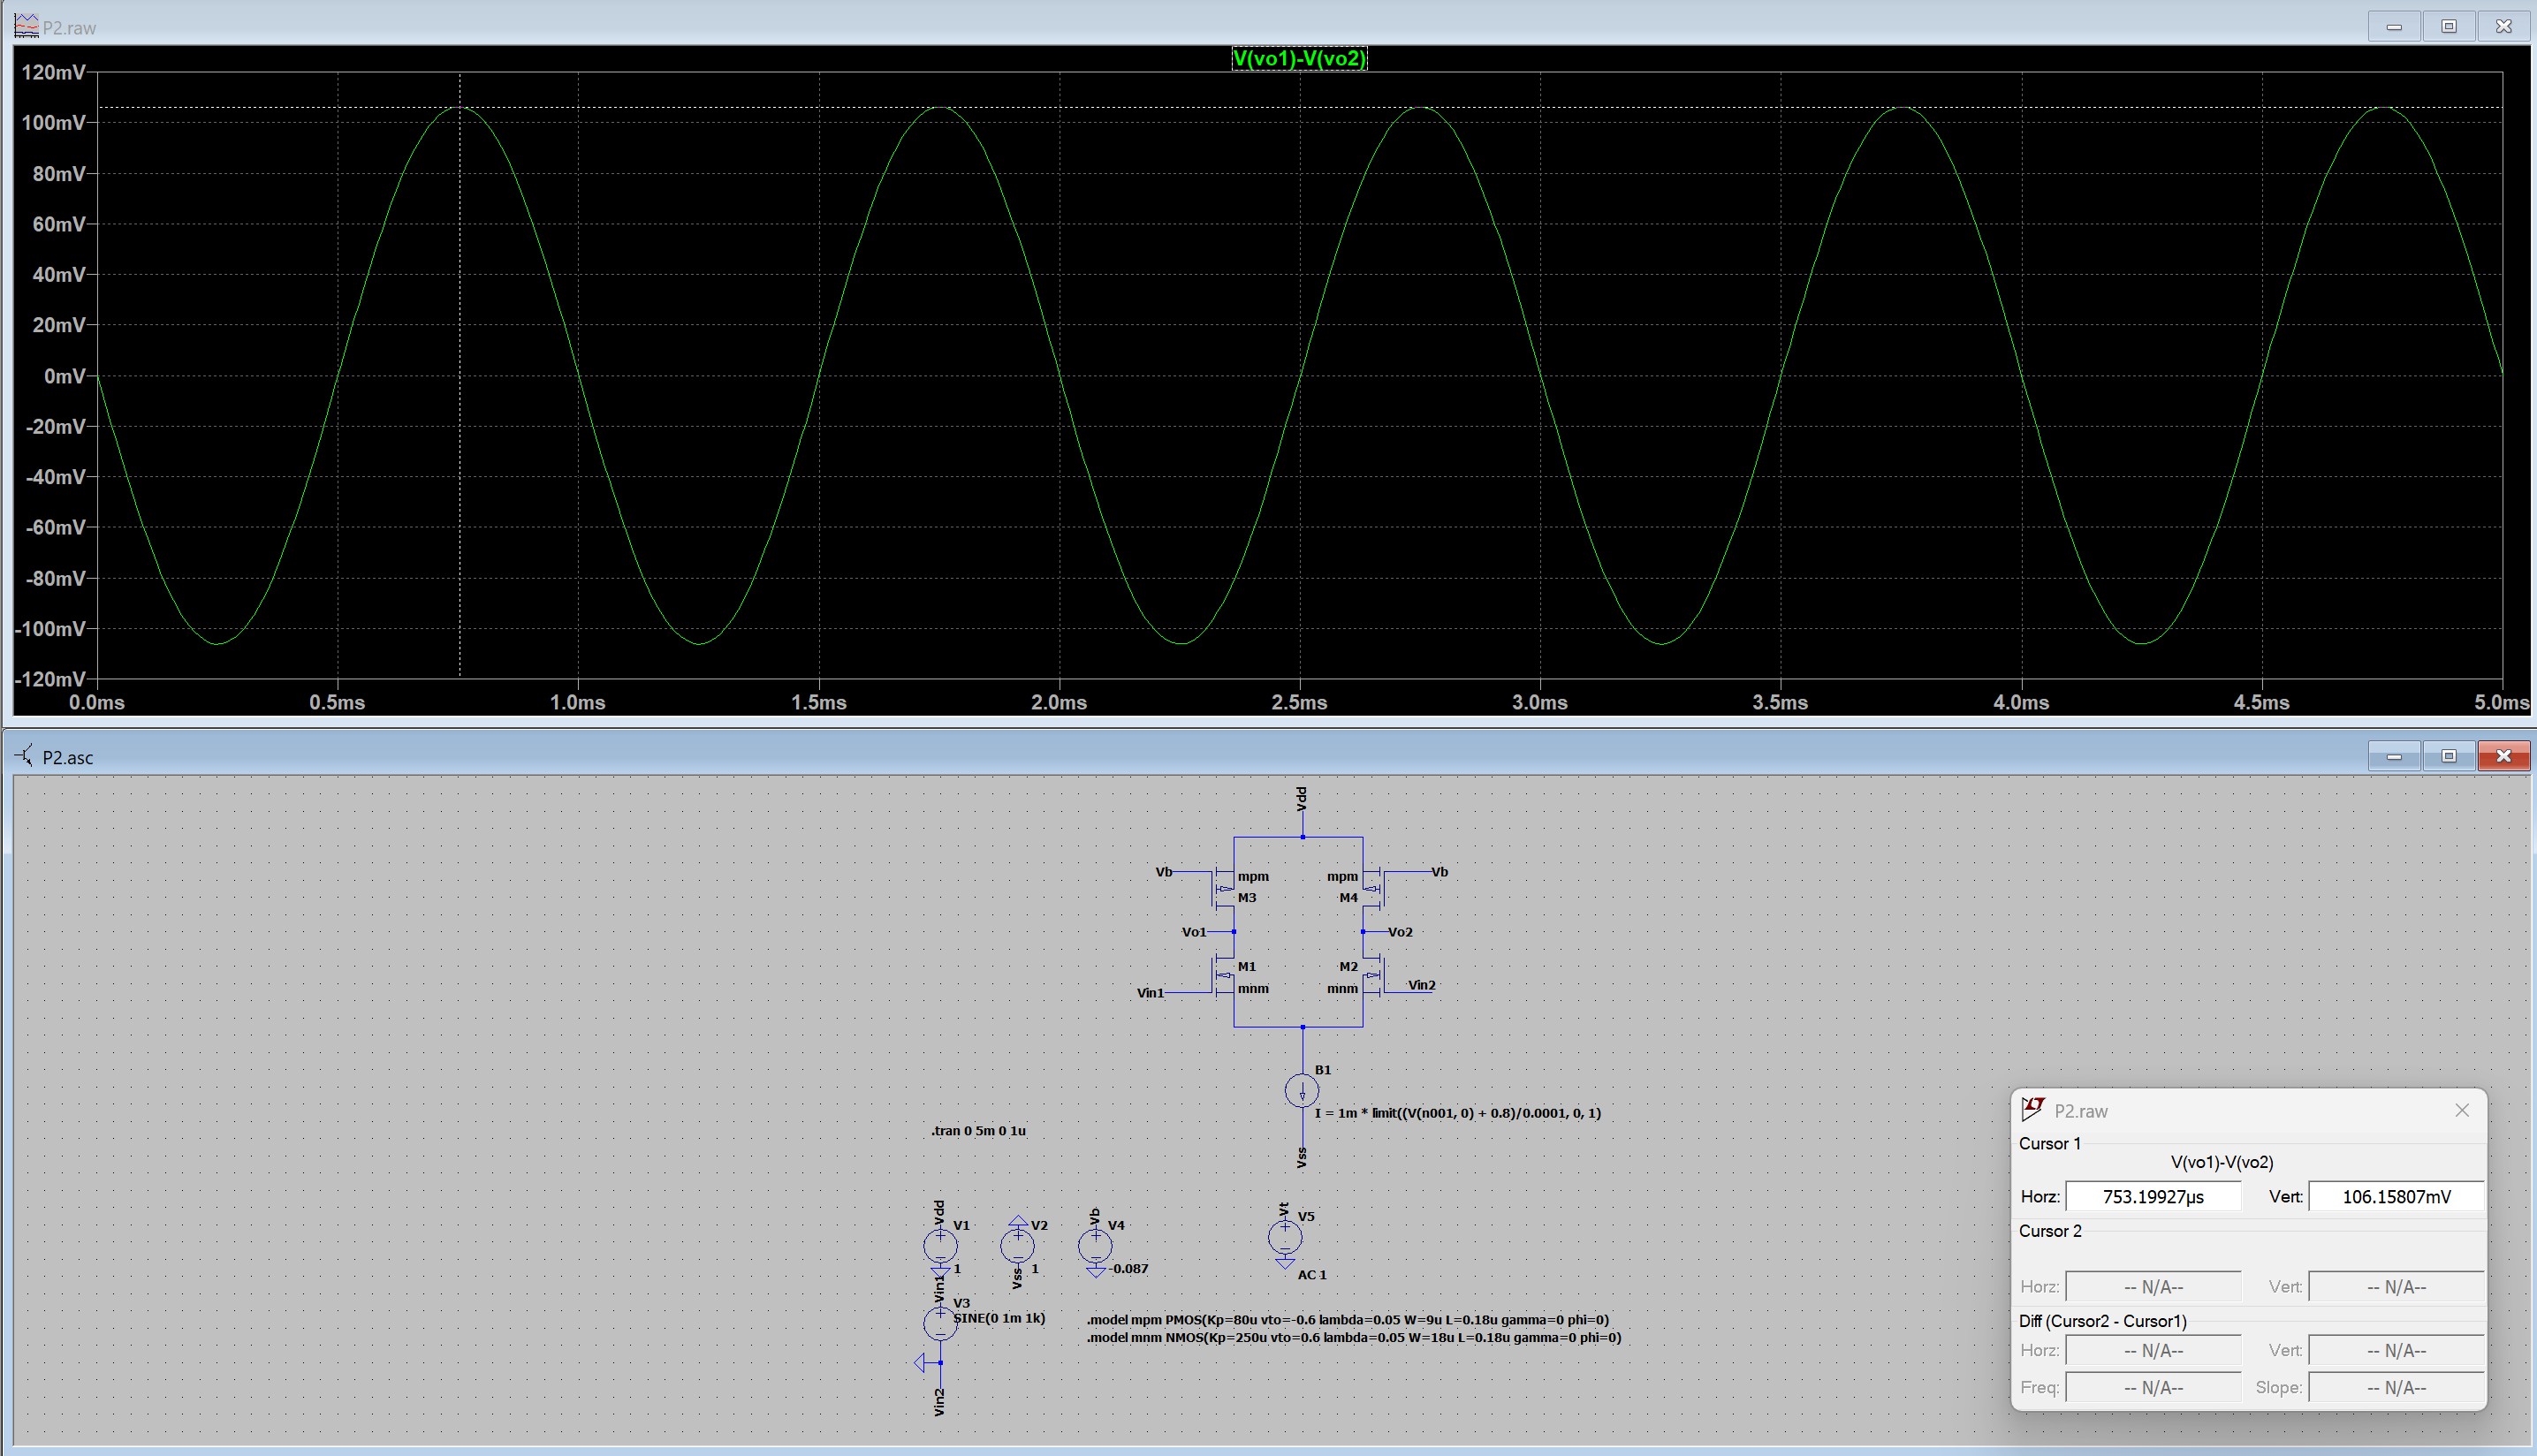 P2.raw
V(vo1)-V(vo2)
120mV
100mV
80mV
60mV
40mV
20mV
0mV
-20mV
-40mV
-60mV
-80mV
-100mV
-120mV
0.0ms 0.5ms 1.0ms 1.5ms 2.0ms 2.5ms 3.0ms 3.5ms 4.0ms 4.5ms 5.0ms
P2.asc
Vdd
Vb mpm mpm Vb
M3 M4
Vo1 Vo2
M1 M2
Vin1 mnm mnm Vin2
B1
I = 1m * limit((V(n001, 0) + 0.8)/0.0001, 0, 1)
Vss
.tran 0 5m 0 1u
Vdd V1
1
V2
Vss 1
Vb V4
-0.087
Vt V5
AC 1
Vin1 V3
SINE(0 1m 1k)
Vin2
.model mpm PMOS(Kp=80u vto=-0.6 lambda=0.05 W=9u L=0.18u gamma=0 phi=0)
.model mnm NMOS(Kp=250u vto=0.6 lambda=0.05 W=18u L=0.18u gamma=0 phi=0)
P2.raw
Cursor 1
V(vo1)-V(vo2)
Horz: 753.19927µs Vert: 106.15807mV
Cursor 2
Horz: -- N/A-- Vert: -- N/A--
Diff (Cursor2 - Cursor1)
Horz: -- N/A-- Vert: -- N/A--
Freq: -- N/A-- Slope: -- N/A--